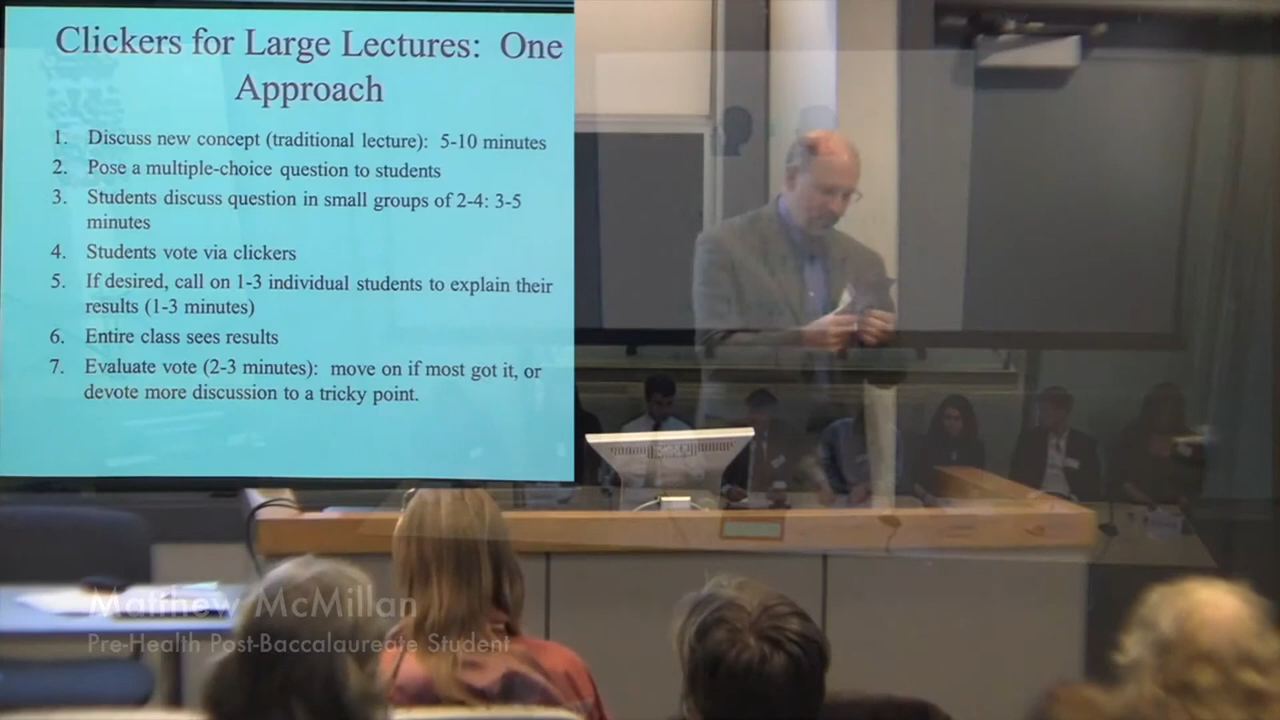 Clickers for Large Lectures: One
Approach
1. Discuss new concept (traditional lecture): 5-10 minutes
2. Pose a multiple-choice question to students
3. Students discuss question in small groups of 2-4: 3-5
minutes
4. Students vote via clickers
5. If desired, call on 1-3 individual students to explain their
results (1-3 minutes)
6. Entire class sees results
7. Evaluate vote (2-3 minutes): move on if most got it, or
devote more discussion to a tricky point.
Matthew McMillan
Pre-Health Post-Baccalaureate Student